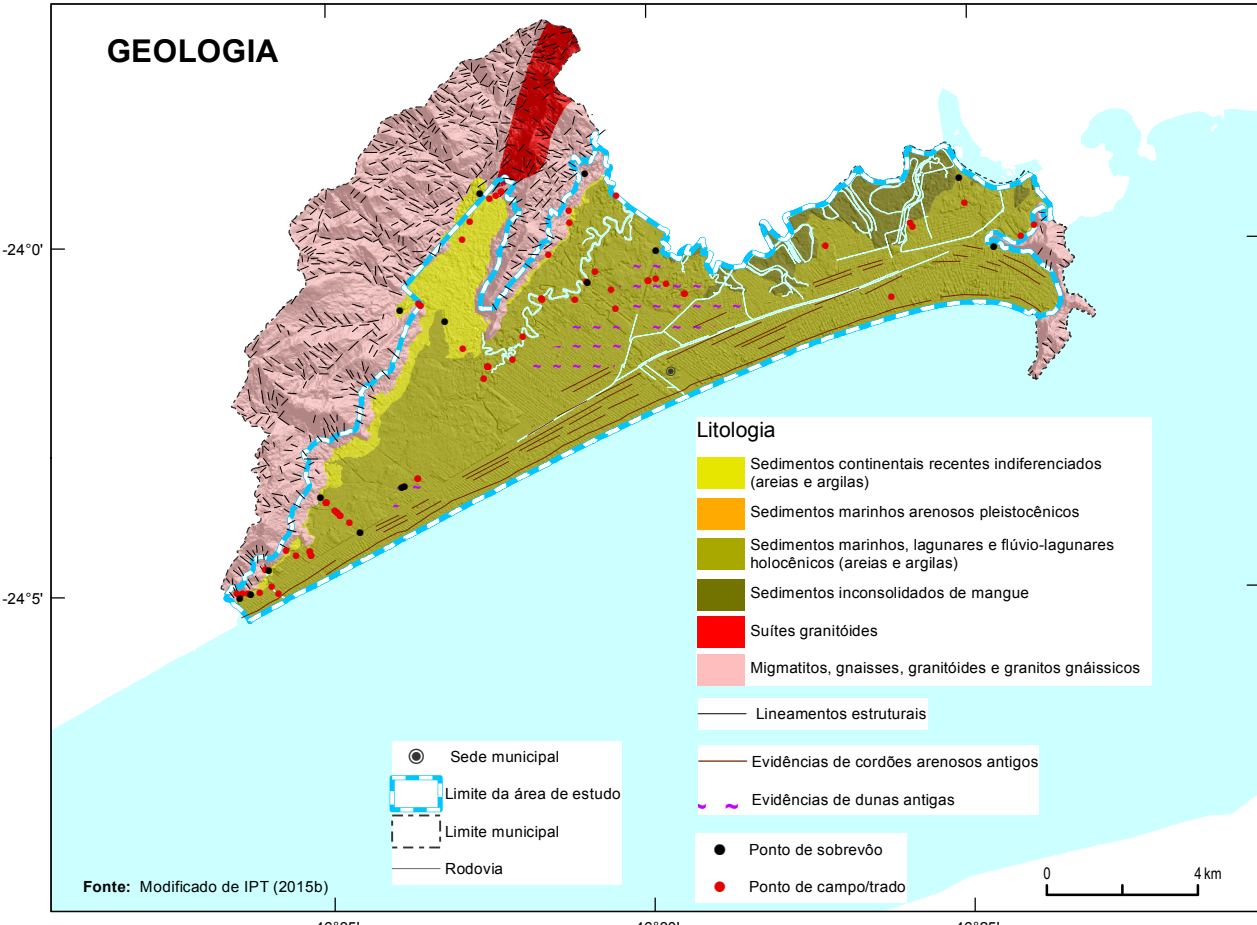 GEOLOGIA
-24°0'
-24°5'
Litologia
Sedimentos continentais recentes indiferenciados
(areias e argilas)
Sedimentos marinhos arenosos pleistocênicos
Sedimentos marinhos, lagunares e flúvio-lagunares
holocênicos (areias e argilas)
Sedimentos inconsolidados de mangue
Suítes granitóides
Migmatitos, gnaisses, granitóides e granitos gnáissicos
Lineamentos estruturais
Evidências de cordões arenosos antigos
Evidências de dunas antigas
Sede municipal
Limite da área de estudo
Limite municipal
Rodovia
Ponto de sobrevôo
Ponto de campo/trado
Fonte: Modificado de IPT (2015b)
0 4 km